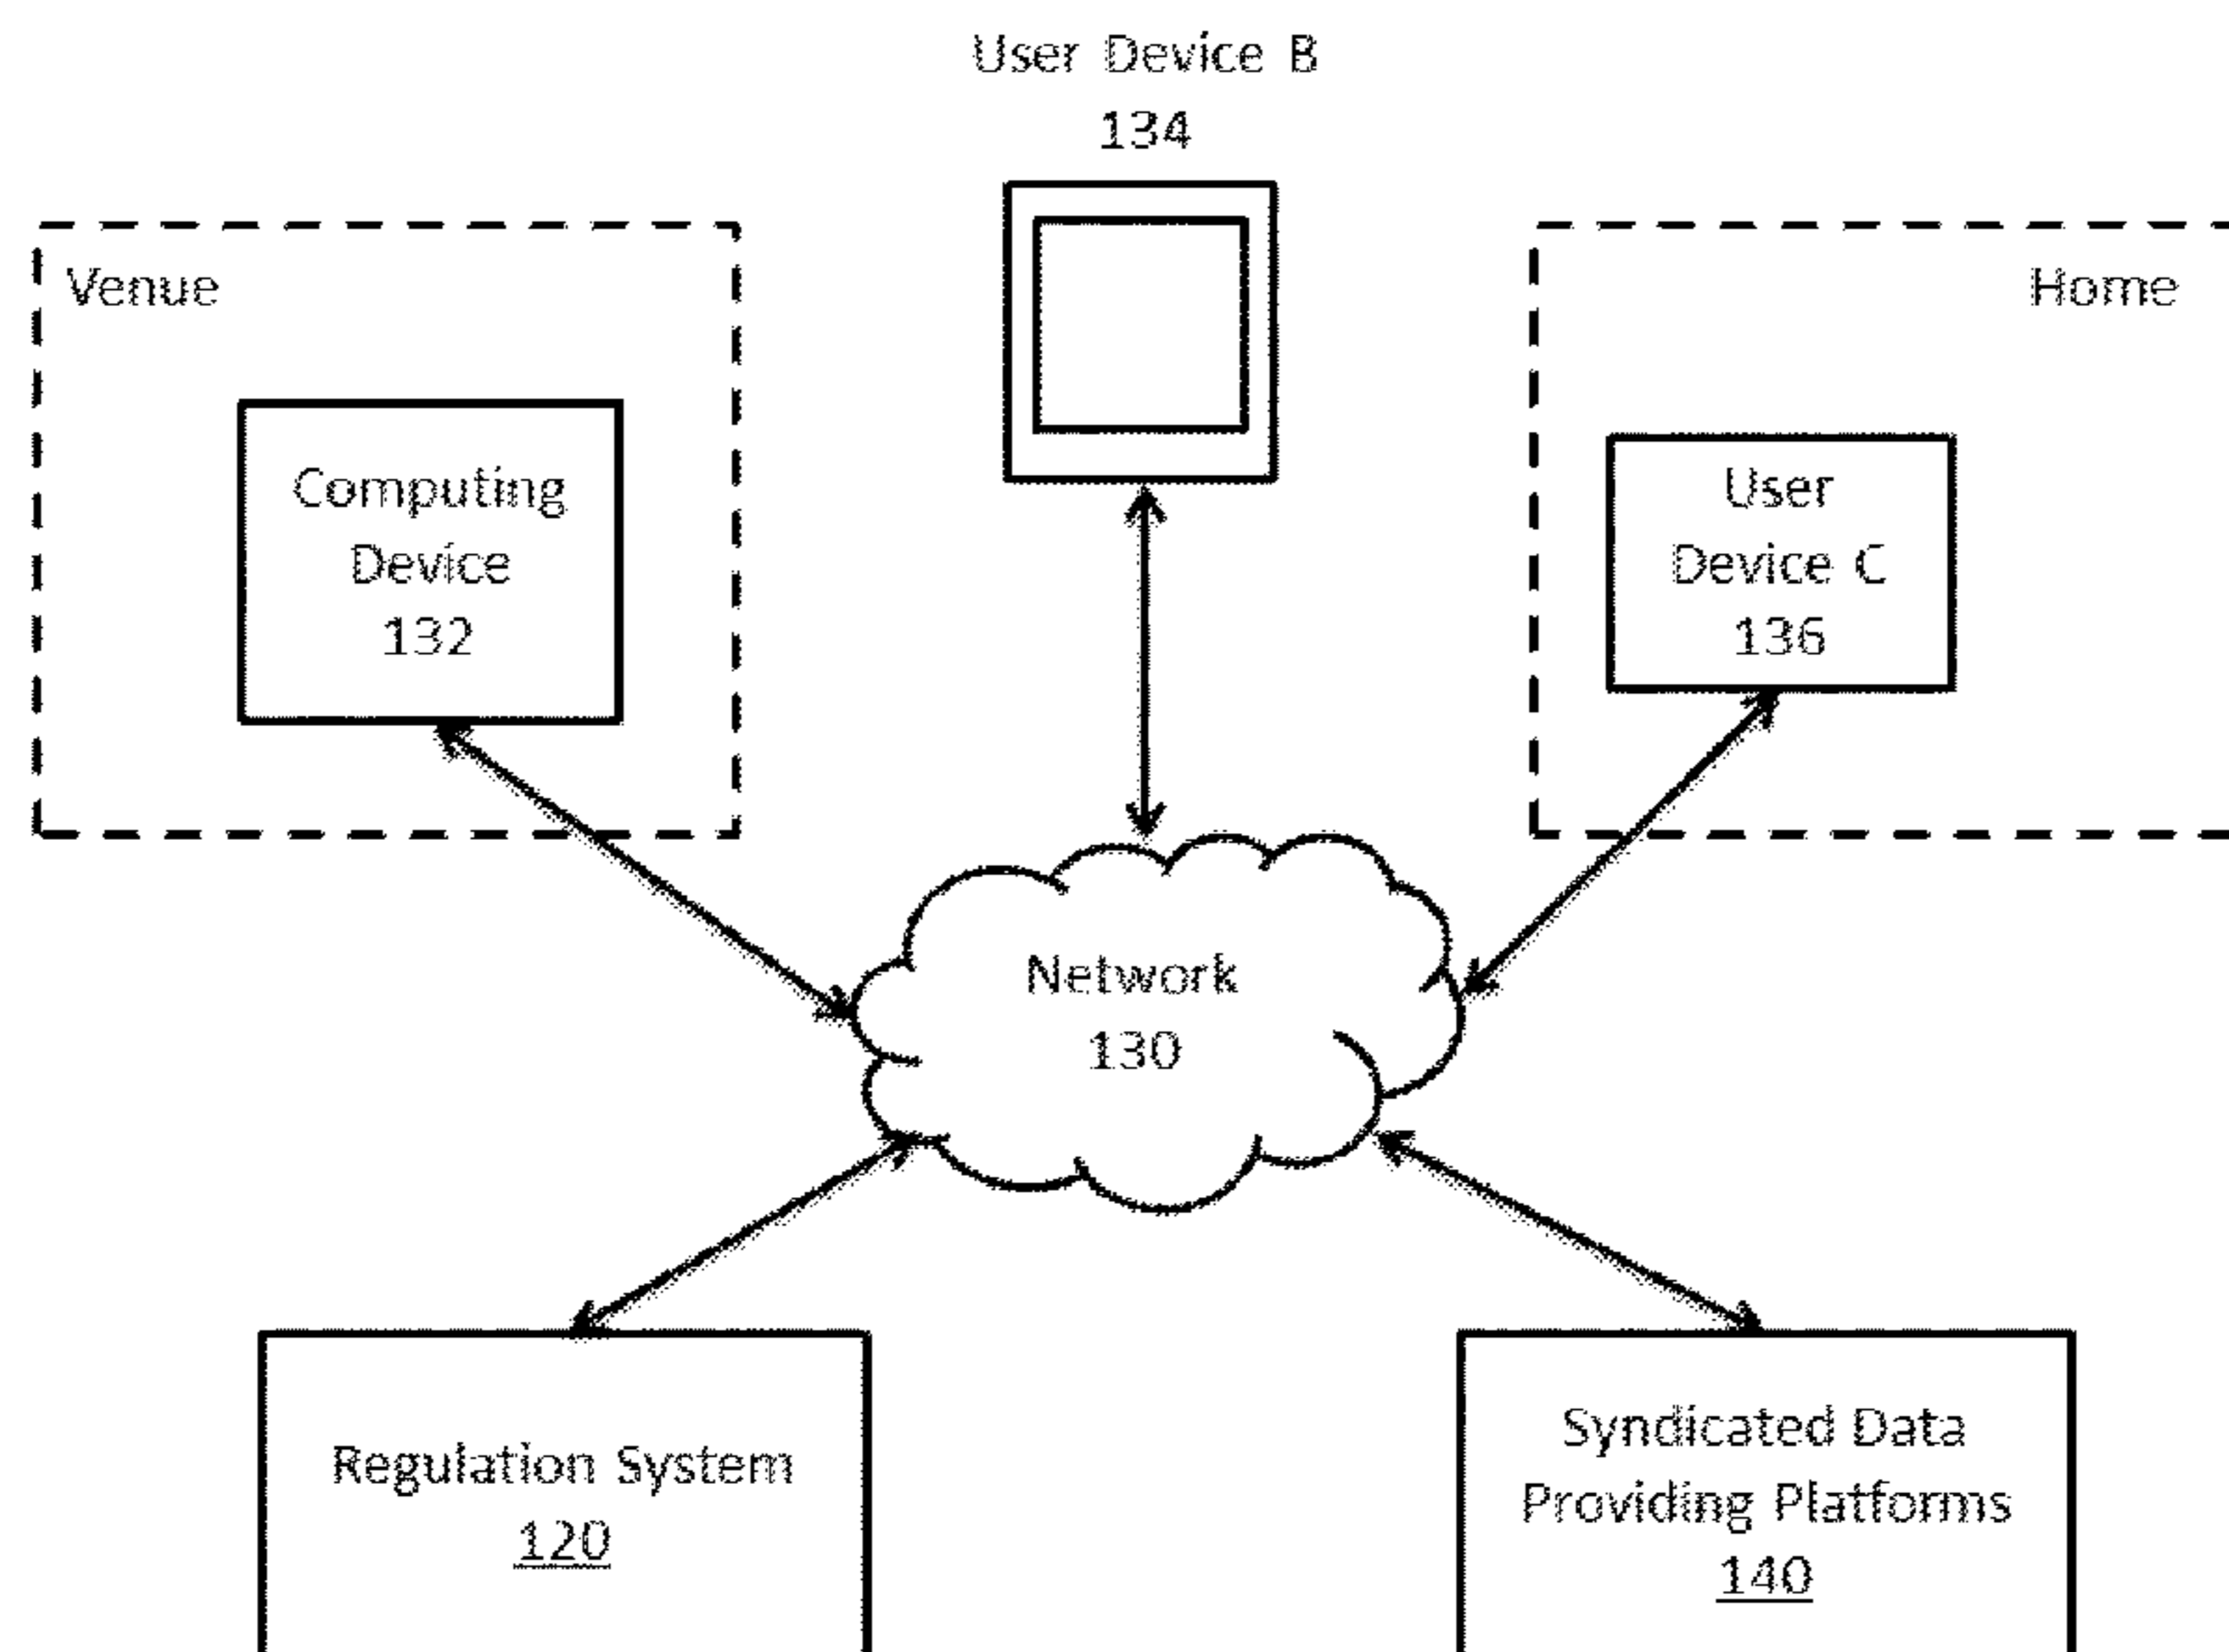 User Device B
134
Venue
Home
Computing
Device
132
User
Device C
136
Network
130
Regulation System
120
Syndicated Data
Providing Platforms
140